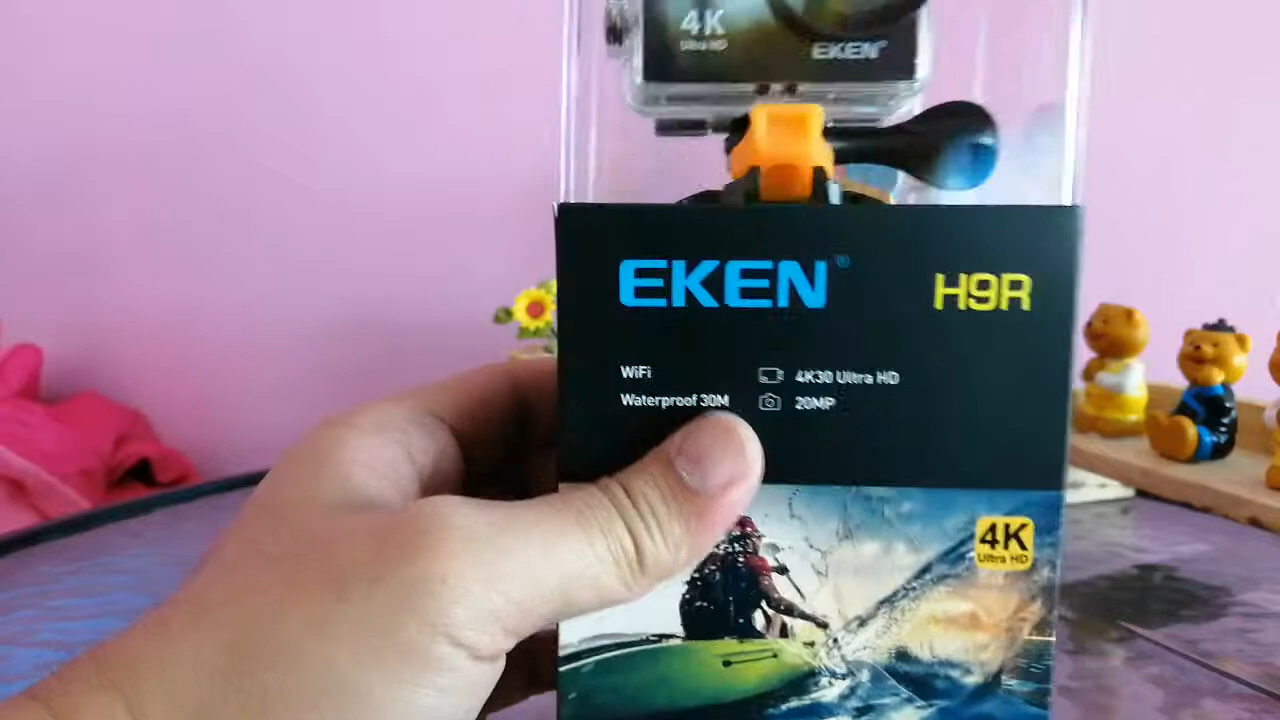 4K
Ultra HD
EKEN®
EKEN®
H9R
WiFi
4K30 Ultra HD
Waterproof 30M
20MP
4K
Ultra HD